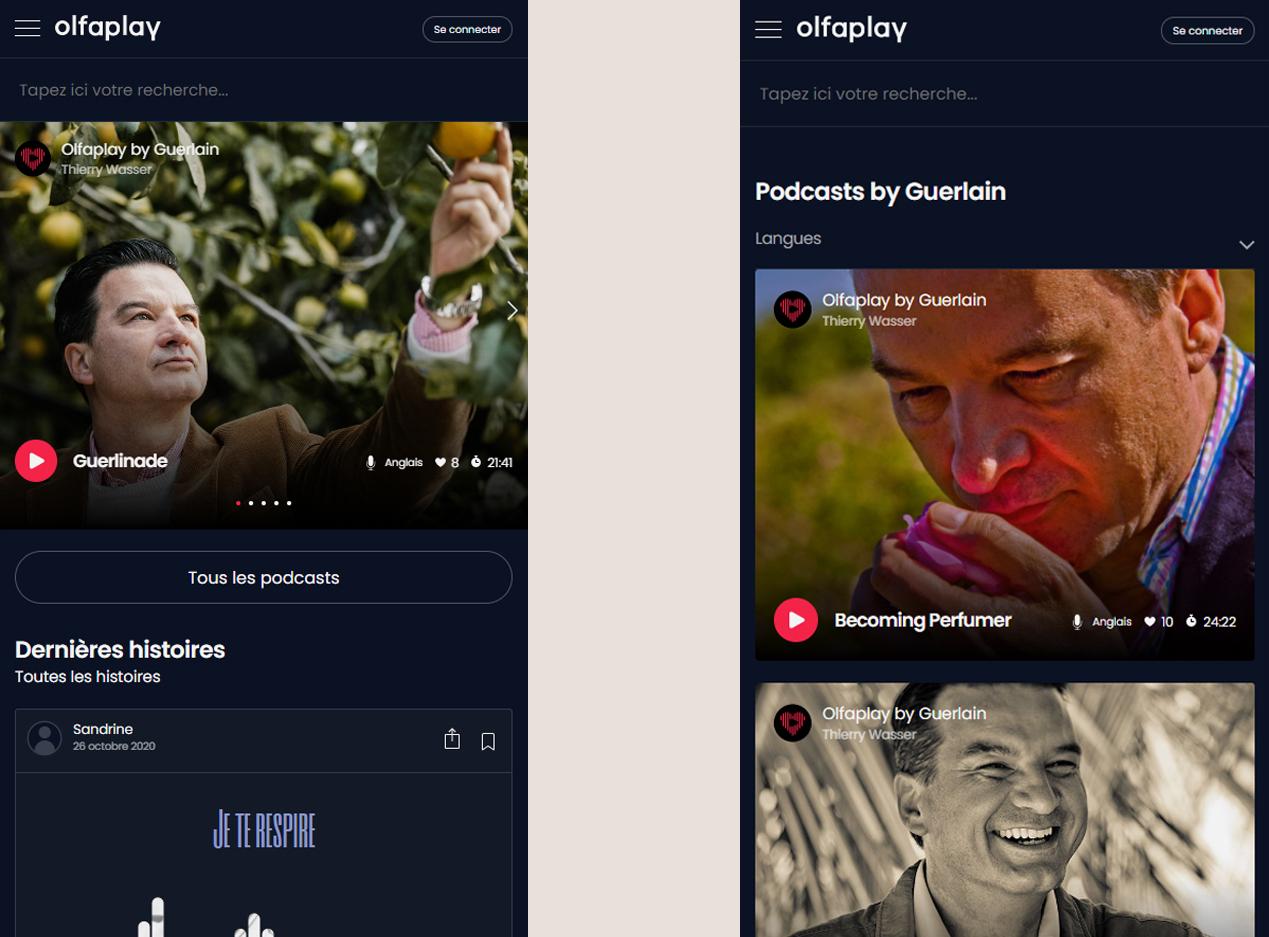 olfaplay
Se connecter
Tapez ici votre recherche...
Olfaplay by Guerlain
Thierry Wasser
Guerlinade
Anglais 8 21:41
Tous les podcasts
Dernières histoires
Toutes les histoires
Sandrine
26 octobre 2020
JE TE RESPIRE
olfaplay
Se connecter
Tapez ici votre recherche...
Podcasts by Guerlain
Langues
Olfaplay by Guerlain
Thierry Wasser
Becoming Perfumer
Anglais 10 24:22
Olfaplay by Guerlain
Thierry Wasser